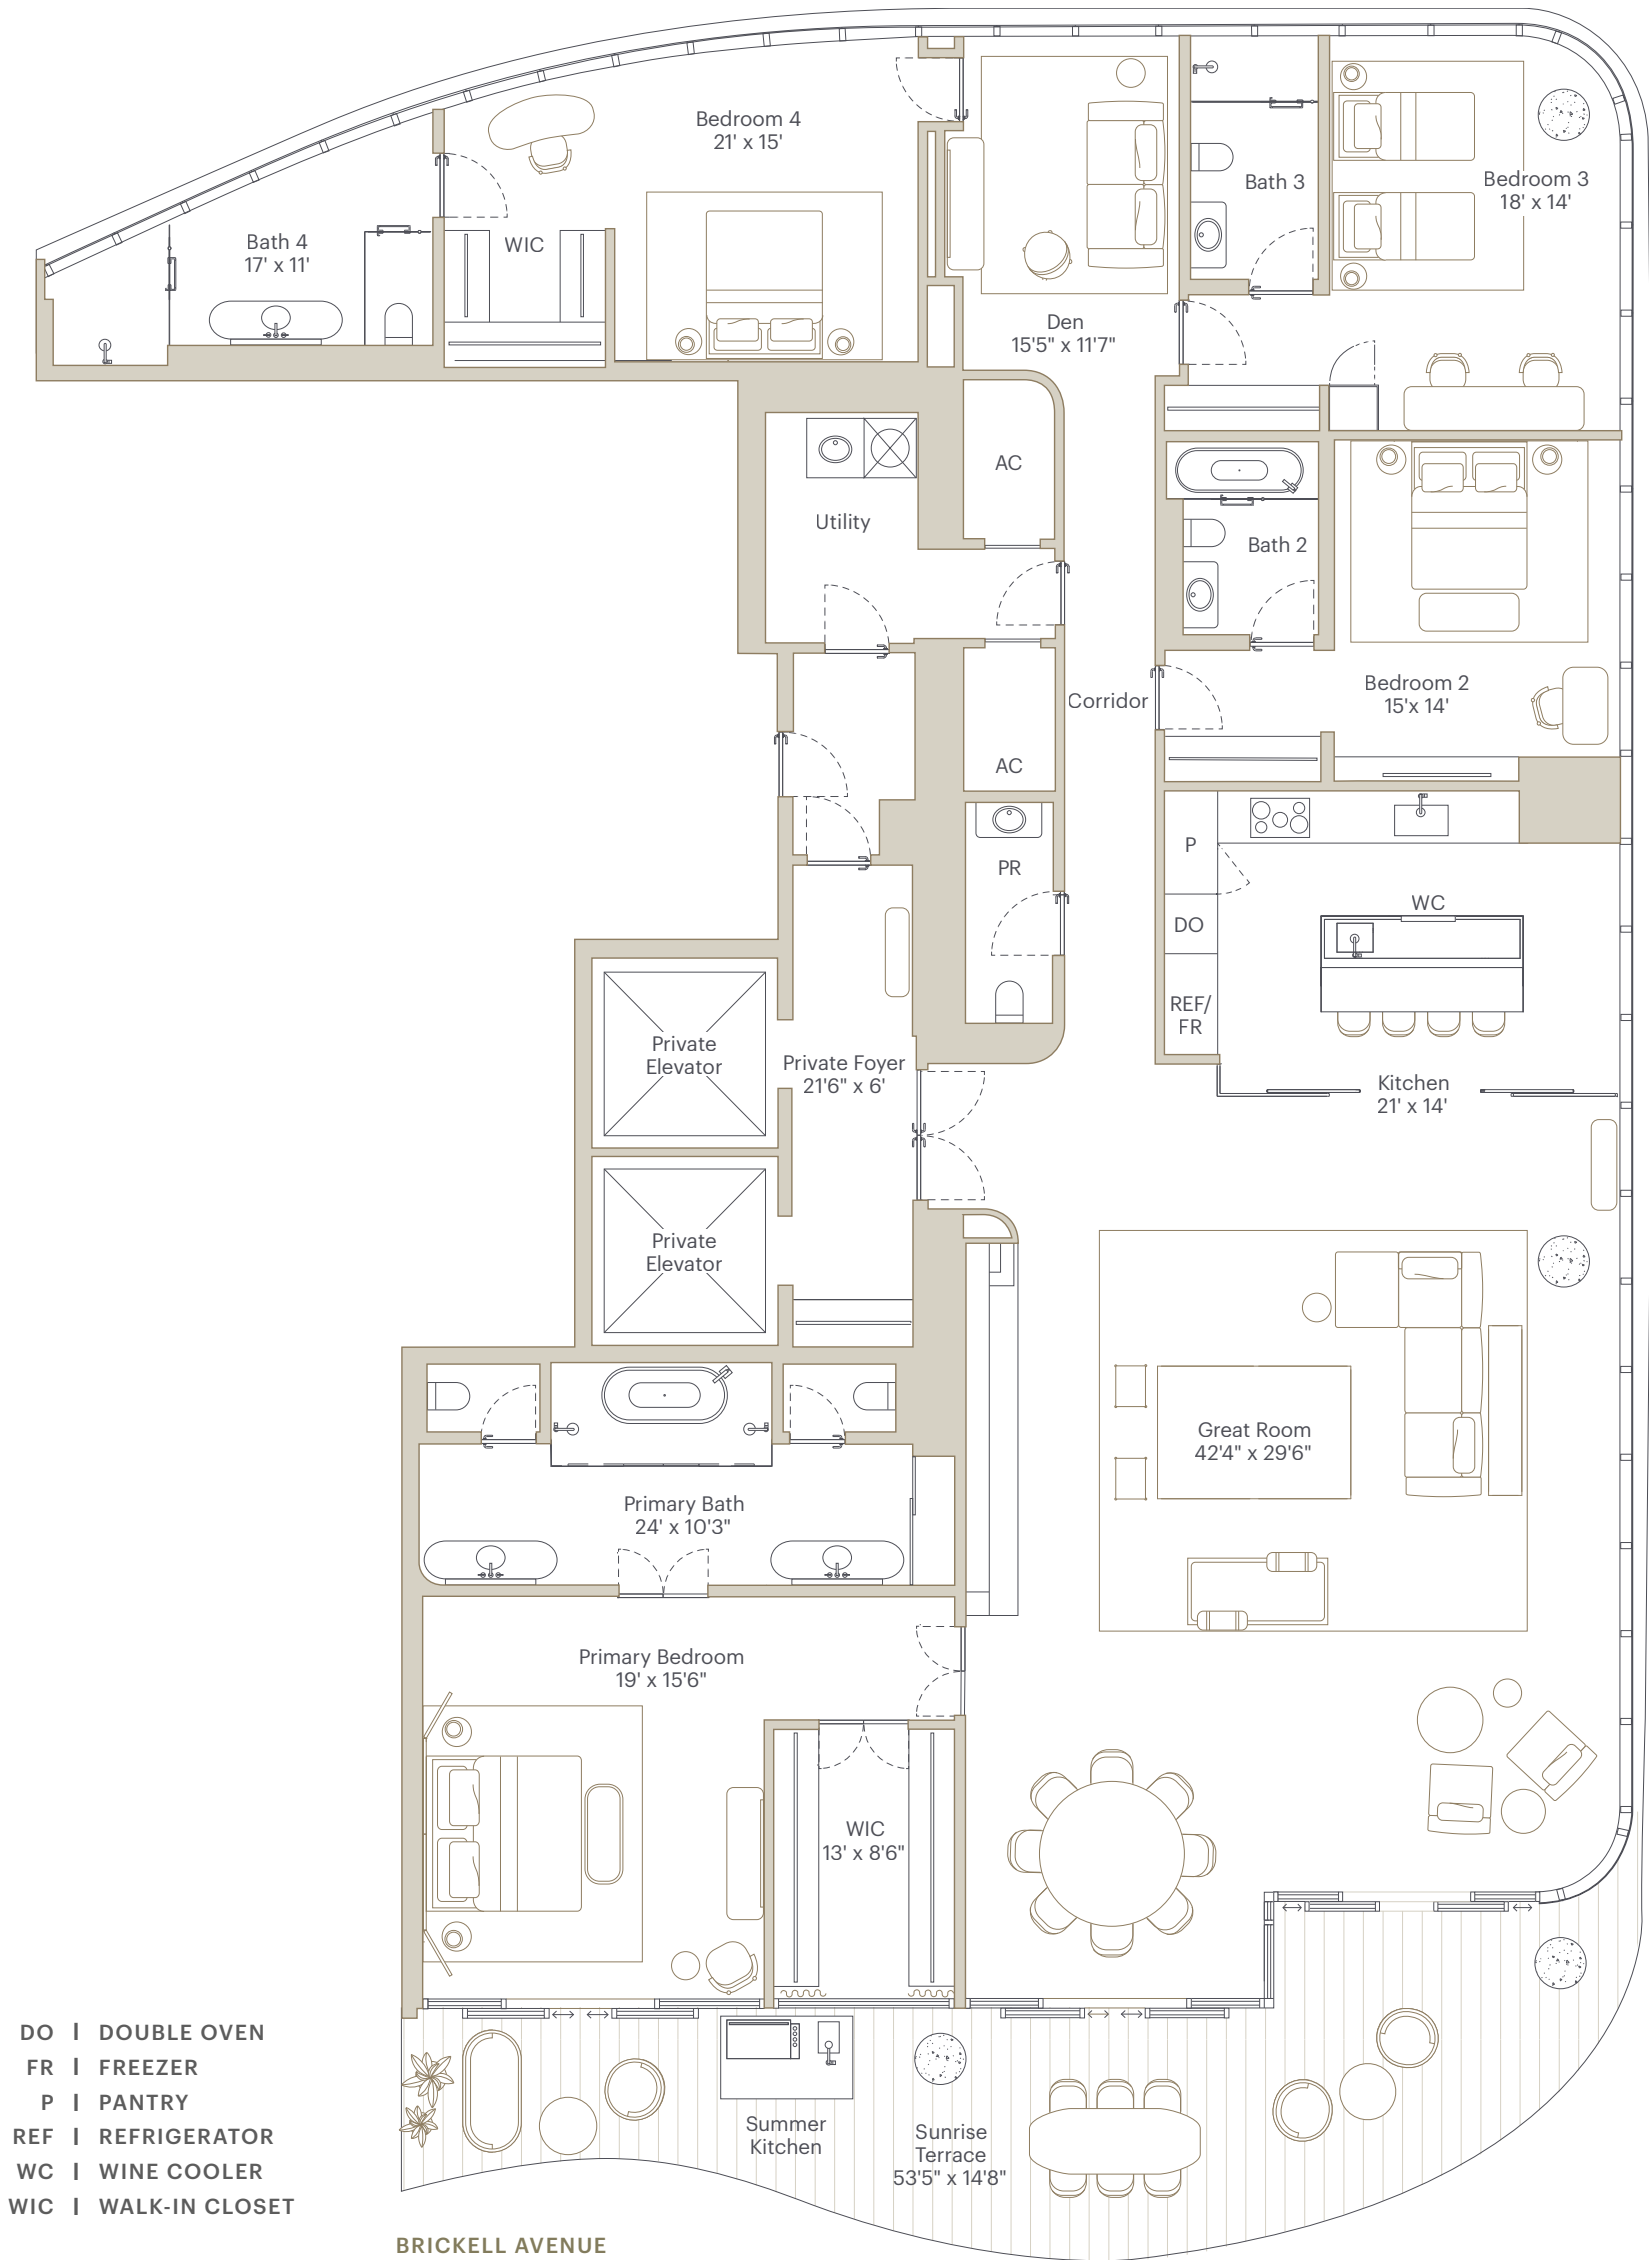 Bedroom 4
21' x 15'
Bath 4
17' x 11'
WIC
Den
15'5" x 11'7"
Bath 3
Bedroom 3
18' x 14'
AC
Utility
Bath 2
Bedroom 2
15'x 14'
Corridor
AC
PR
P
DO
REF/
FR
WC
Kitchen
21' x 14'
Private
Elevator
Private Foyer
21'6" x 6'
Private
Elevator
Great Room
42'4" x 29'6"
Primary Bath
24' x 10'3"
Primary Bedroom
19' x 15'6"
WIC
13' x 8'6"
Summer
Kitchen
Sunrise
Terrace
53'5" x 14'8"
DO | DOUBLE OVEN
FR | FREEZER
P | PANTRY
REF | REFRIGERATOR
WC | WINE COOLER
WIC | WALK-IN CLOSET
BRICKELL AVENUE